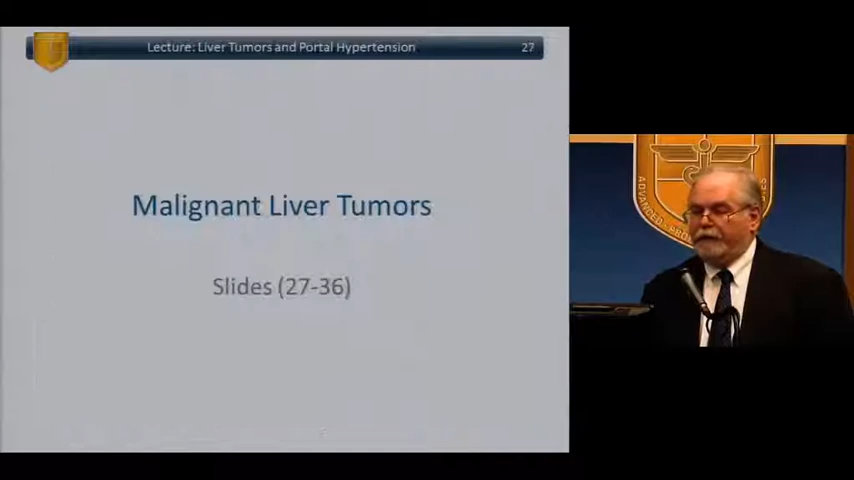 Lecture: Liver Tumors and Portal Hypertension 27
Malignant Liver Tumors
Slides (27-36)